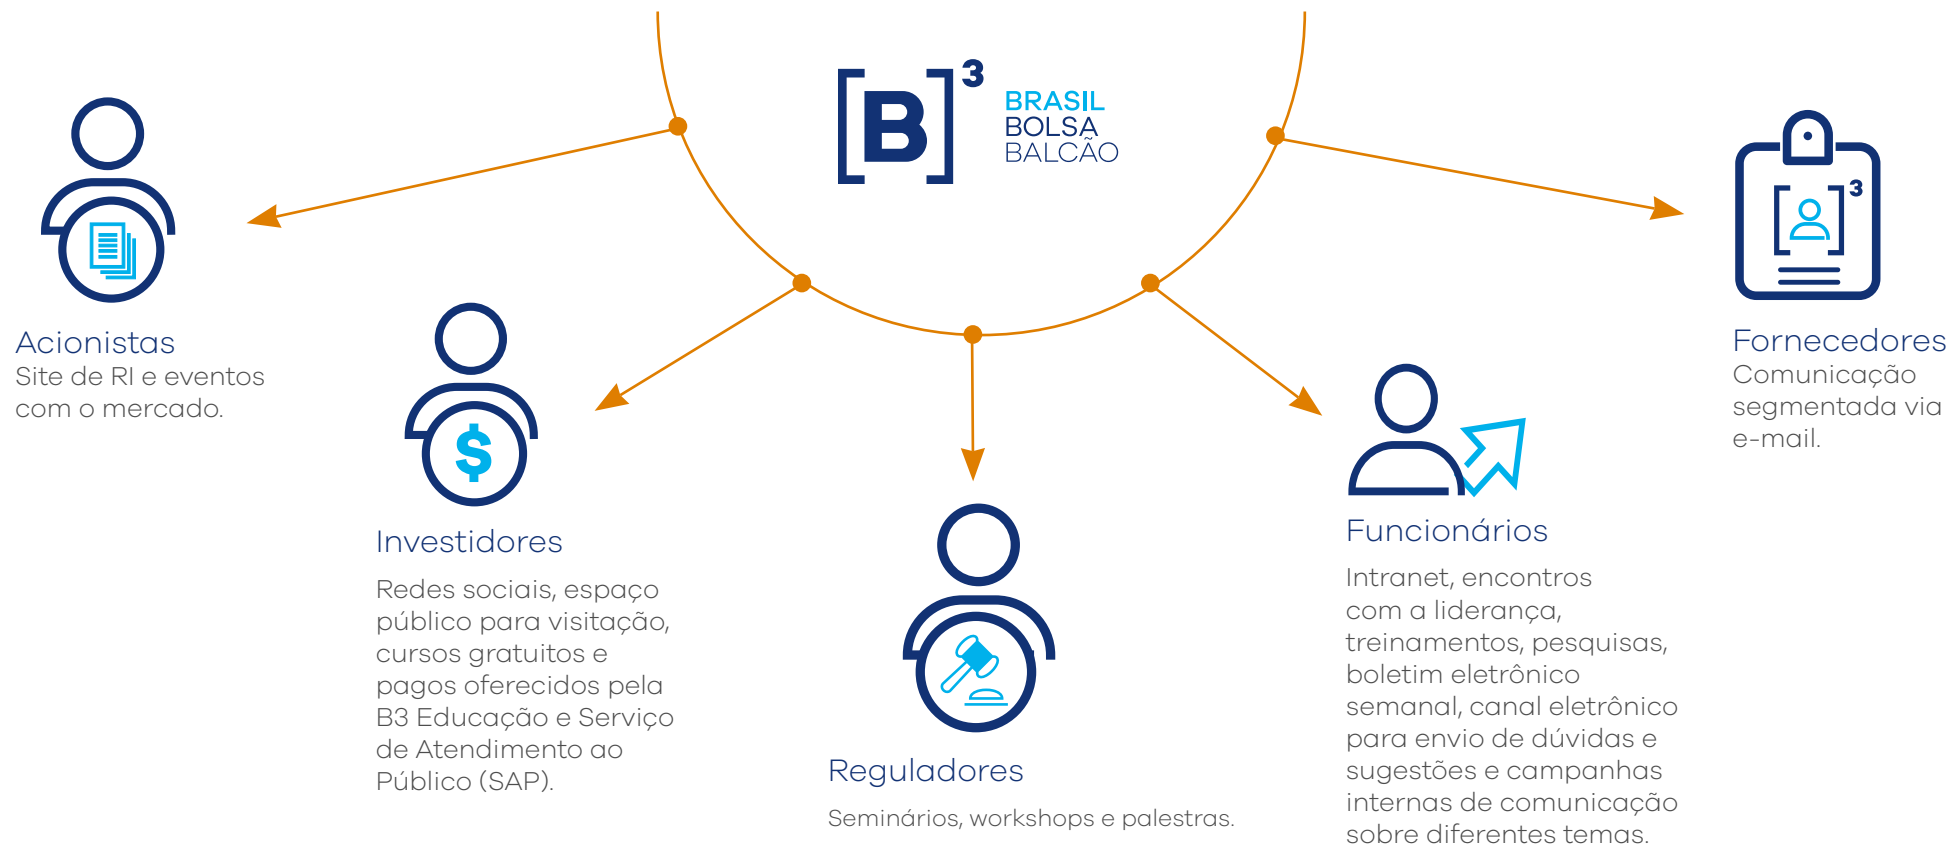 [B]³
BRASIL
BOLSA
BALCÃO
Acionistas
Site de RI e eventos
com o mercado.
$
Investidores
Redes sociais, espaço
público para visitação,
cursos gratuitos e
pagos oferecidos pela
B3 Educação e Serviço
de Atendimento ao
Público (SAP).
Reguladores
Seminários, workshops e palestras.
Funcionários
Intranet, encontros
com a liderança,
treinamentos, pesquisas,
boletim eletrônico
semanal, canal eletrônico
para envio de dúvidas e
sugestões e campanhas
internas de comunicação
sobre diferentes temas.
[ ]³
Fornecedores
Comunicação
segmentada via
e-mail.